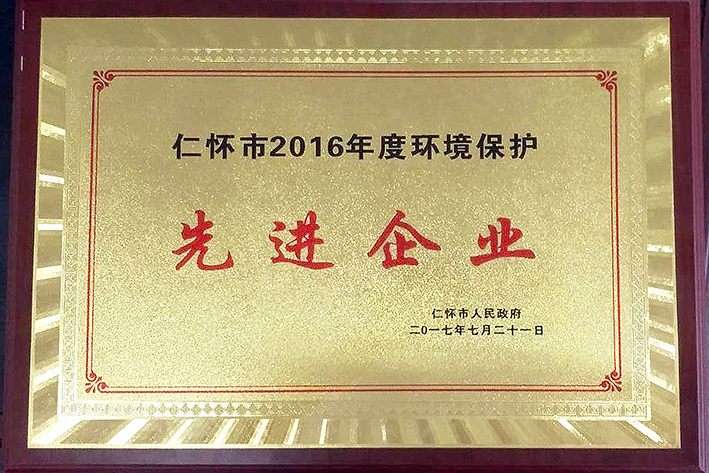 仁怀市2016年度环境保护
先进企业
仁怀市人民政府
二0一七年七月二十一日